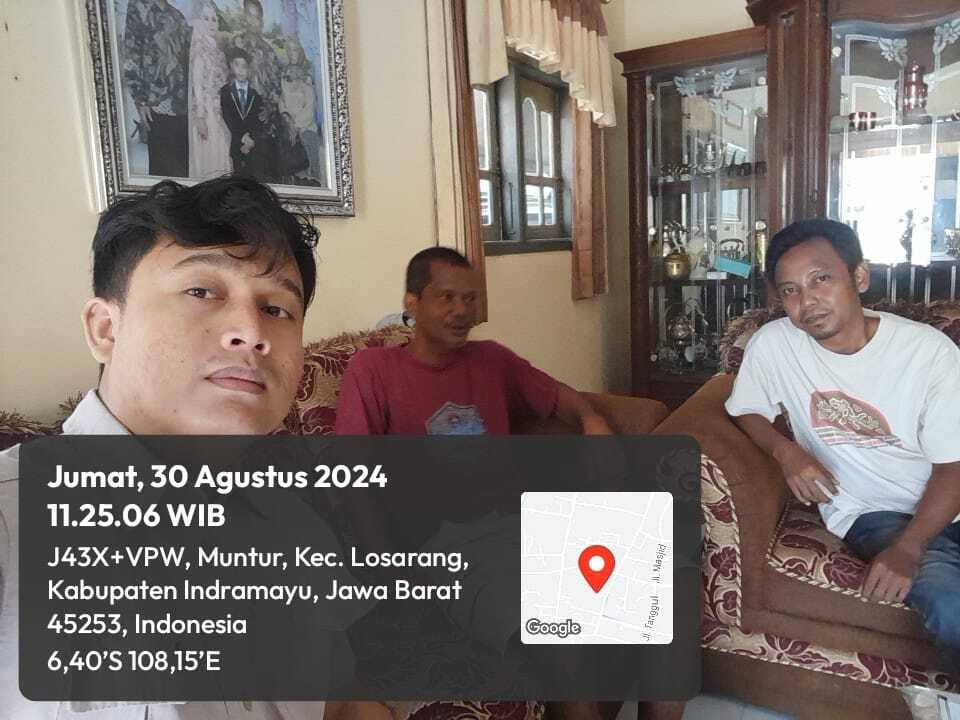 Jumat, 30 Agustus 2024
11.25.06 WIB
J43X+VPW, Muntur, Kec. Losarang,
Kabupaten Indramayu, Jawa Barat
45253, Indonesia
6,40’S 108,15’E
Google
Jl. Tanggul
Jl. Masjid